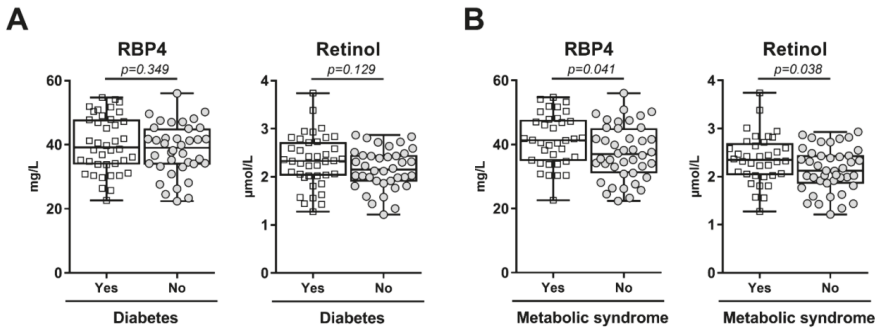 A
RBP4
p=0.349
60
40
20
0
mg/L
Yes
No
Diabetes
Retinol
p=0.129
4
3
2
1
0
µmol/L
Yes
No
Diabetes
B
RBP4
p=0.041
60
40
20
0
mg/L
Yes
No
Metabolic syndrome
Retinol
p=0.038
4
3
2
1
0
µmol/L
Yes
No
Metabolic syndrome